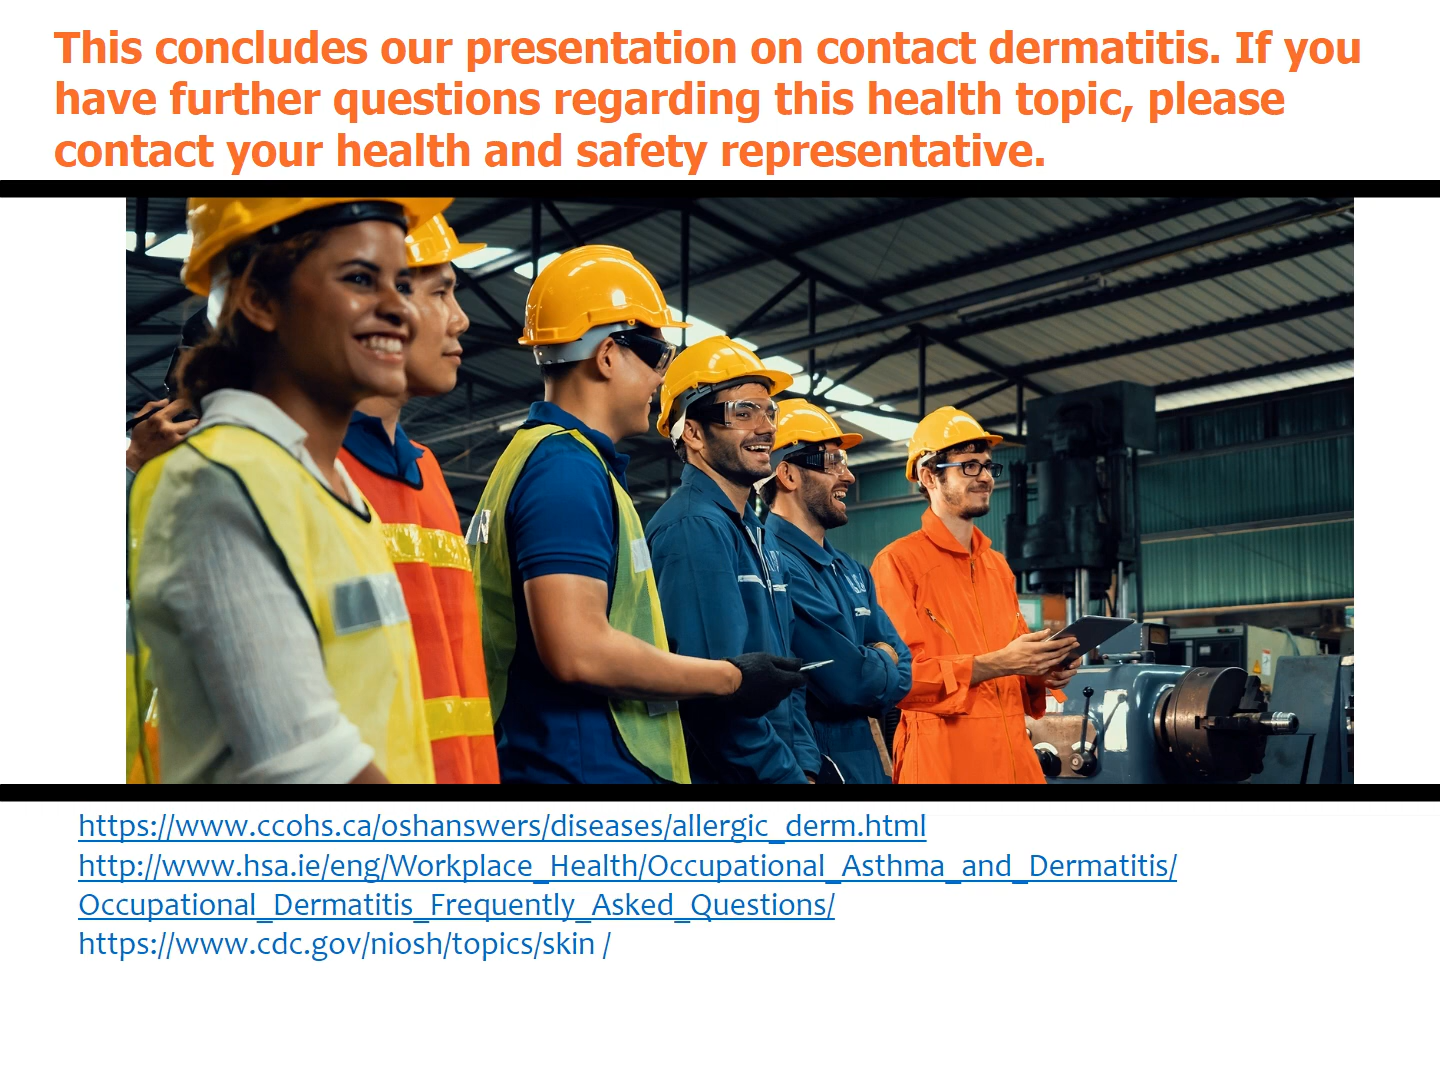 This concludes our presentation on contact dermatitis. If you
have further questions regarding this health topic, please
contact your health and safety representative.
https://www.ccohs.ca/oshanswers/diseases/allergic_derm.html
http://www.hsa.ie/eng/Workplace_Health/Occupational_Asthma_and_Dermatitis/
Occupational_Dermatitis_Frequently_Asked_Questions/
https://www.cdc.gov/niosh/topics/skin /